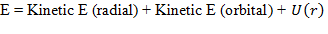 E = Kinetic E (radial) + Kinetic E (orbital) + 𝑈(𝑟)